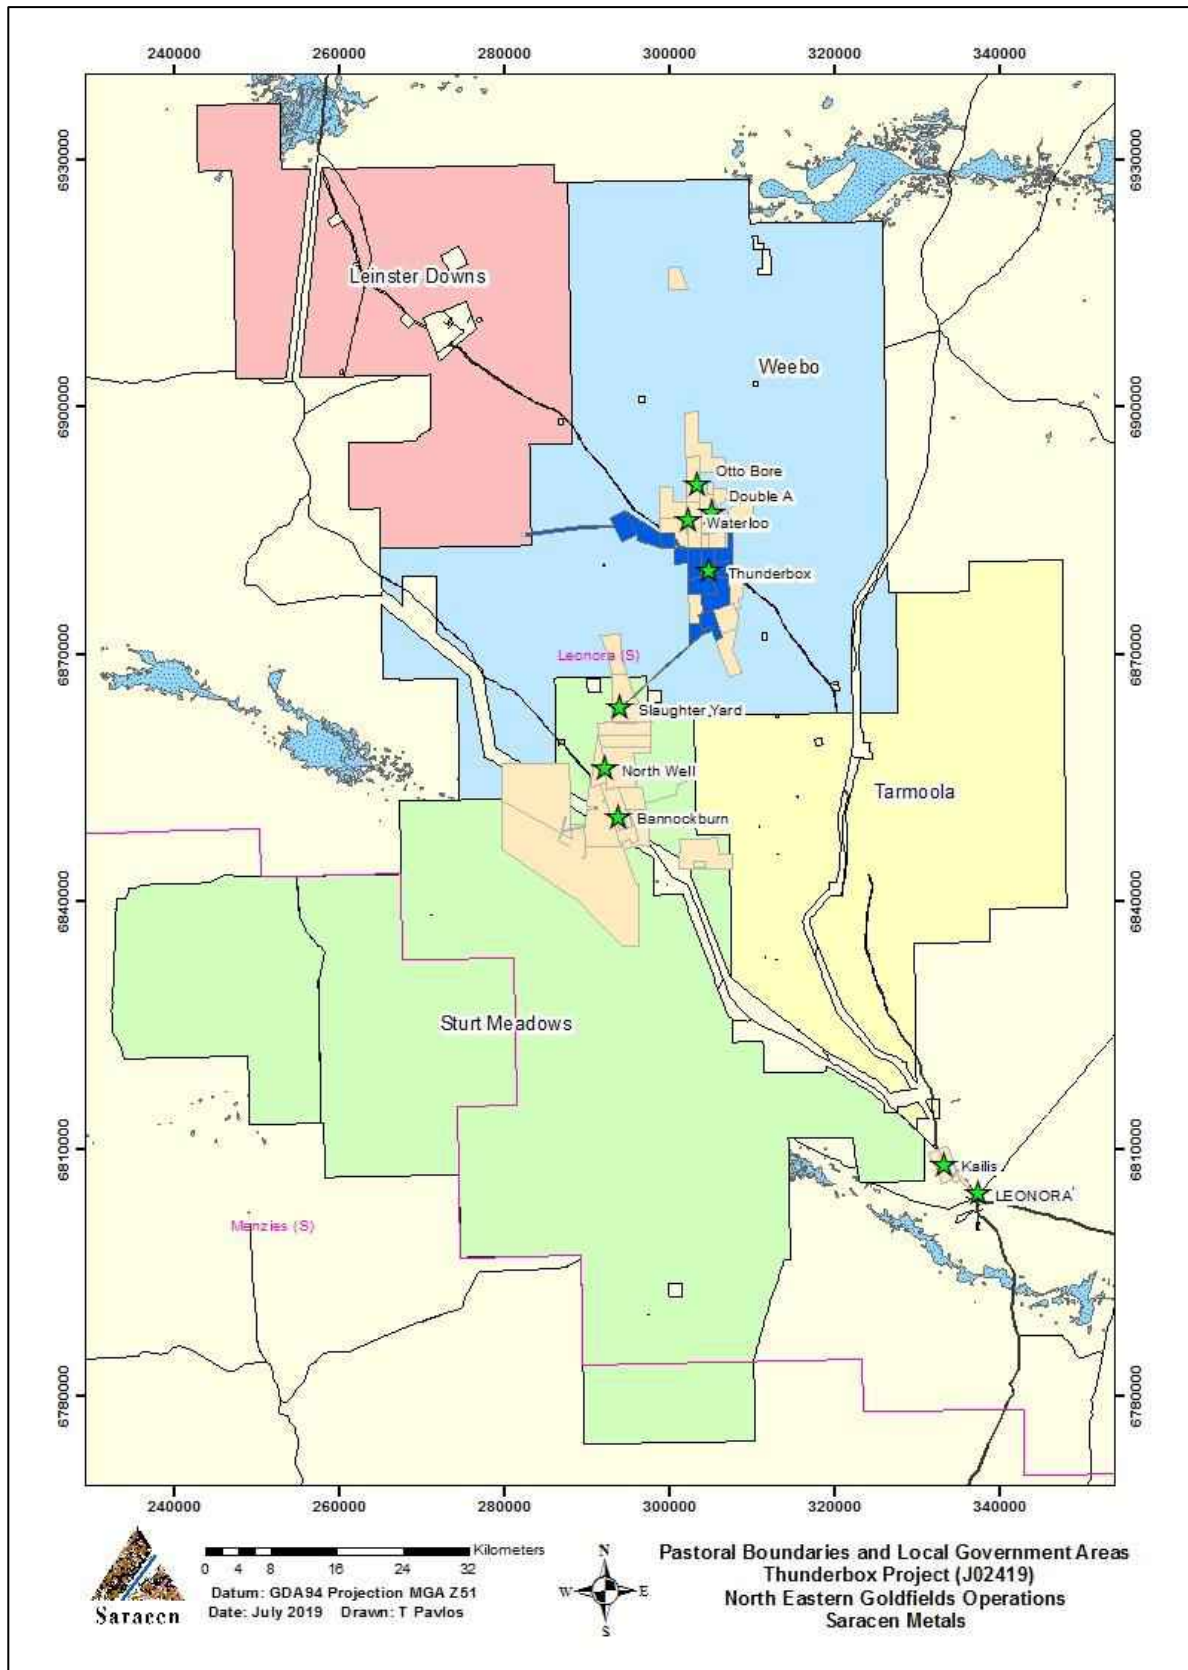 240000 260000 280000 300000 320000 340000
6930000 6930000
Leinster Downs
Weebo
6900000 6900000
Otto Bore
Double A
Waterloo
Thunderbox
6870000 Leonora (S) 6870000
Slaughter Yard
North Well
Tarmoola
Bannockburn
6840000 6840000
Sturt Meadows
6810000 6810000
Kailis
LEONORA
Menzies (S)
6780000 6780000
240000 260000 280000 300000 320000 340000
Kilometers
0 4 8 16 24 32
Datum: GDA94 Projection MGA Z51
Date: July 2019 Drawn: T Pavlos
Saracen
N
W E
S
Pastoral Boundaries and Local Government Areas
Thunderbox Project (J02419)
North Eastern Goldfields Operations
Saracen Metals